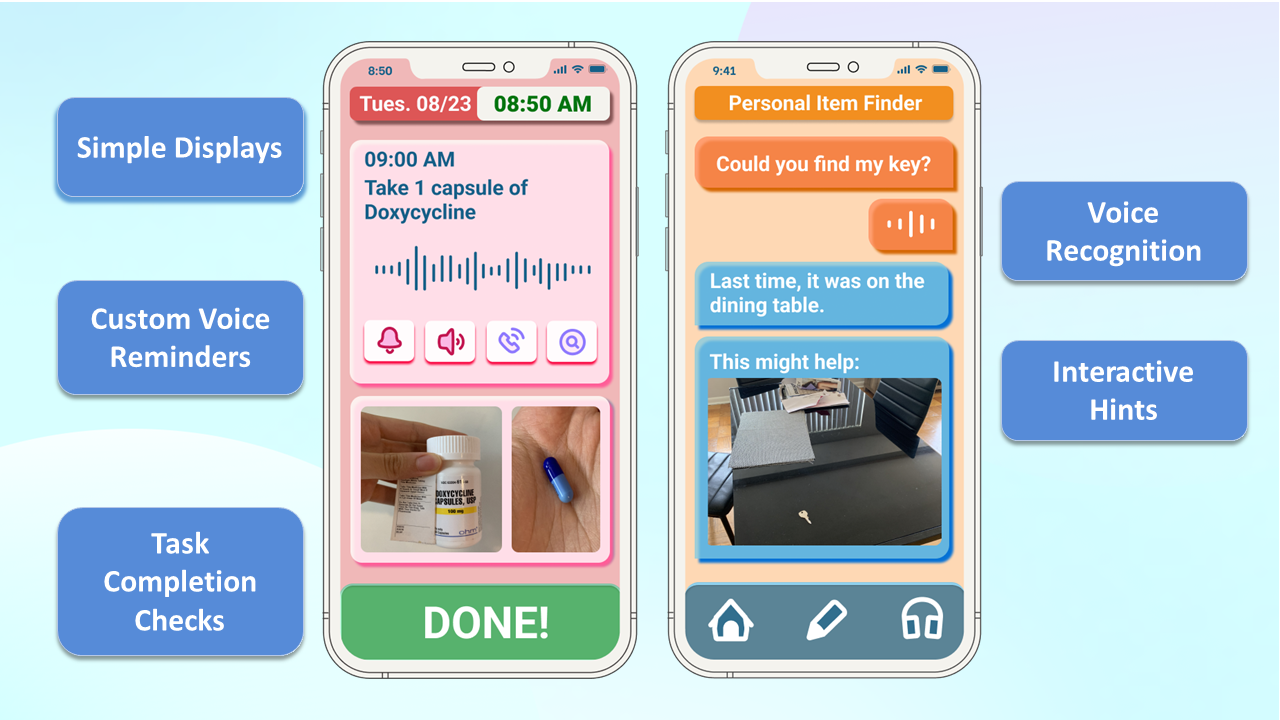 Simple Displays
Custom Voice
Reminders
Task
Completion
Checks
8:50
Tues. 08/23
08:50 AM
09:00 AM
Take 1 capsule of
Doxycycline
DOXYCYCLINE
CAPSULES, USP
100 mg
DONE!
9:41
Personal Item Finder
Could you find my key?
Last time, it was on the
dining table.
This might help:
Voice
Recognition
Interactive
Hints